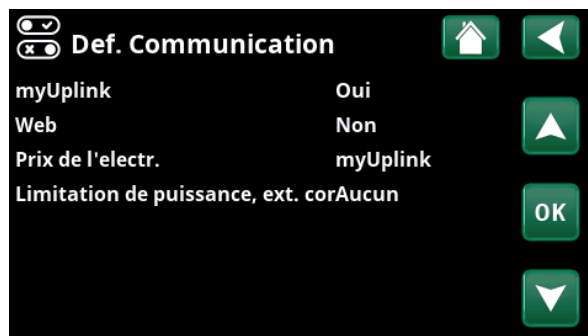 Def. Communication
myUplink Oui
Web Non
Prix de l'electr. myUplink
Limitation de puissance, ext. corAucun
OK